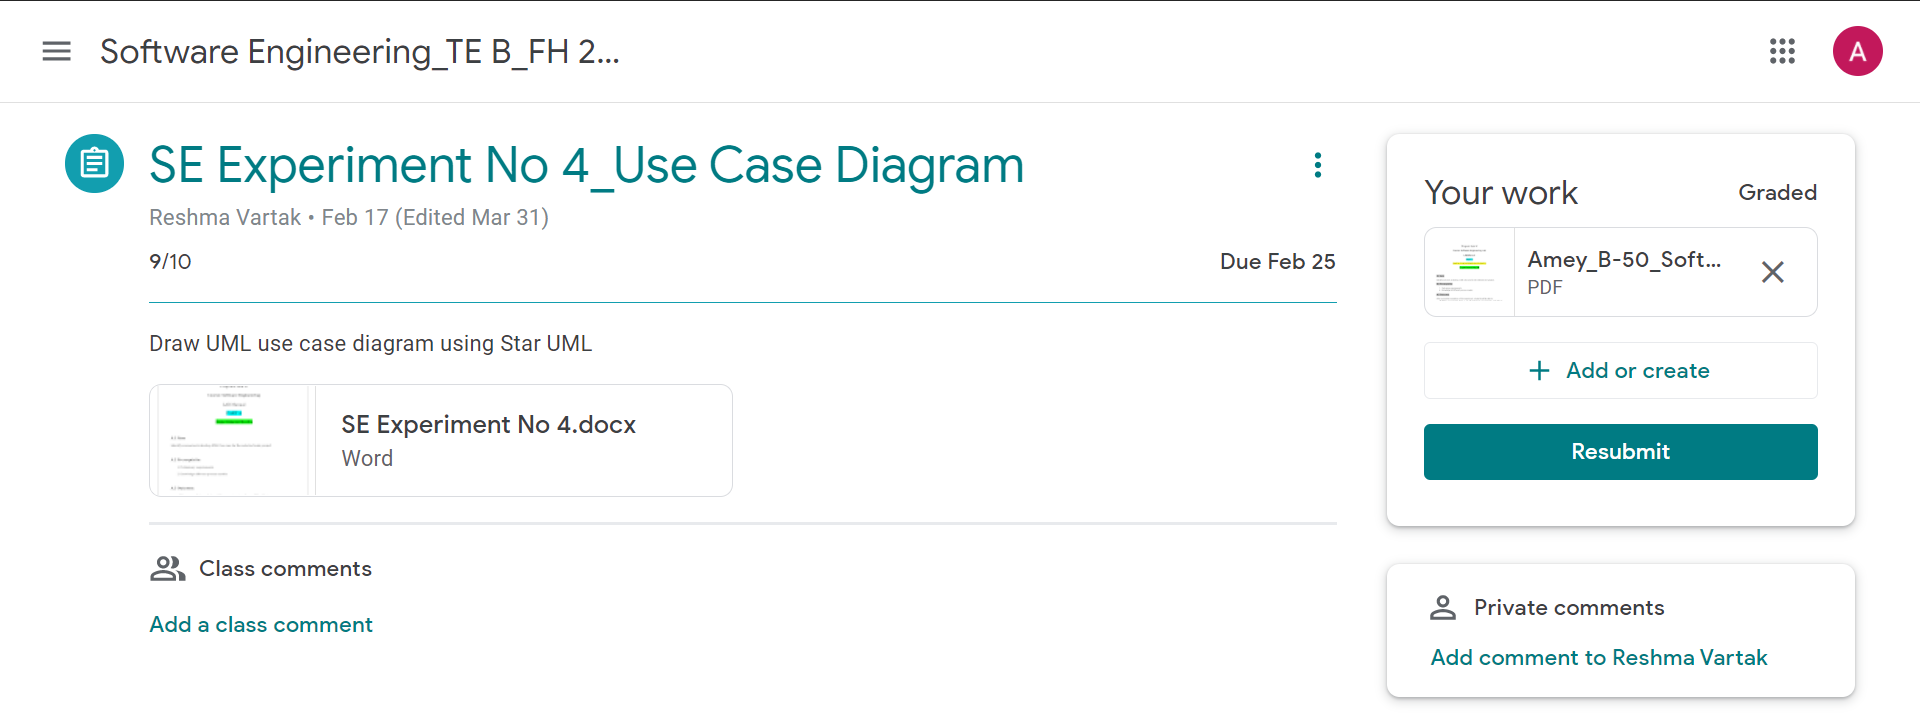 Software Engineering_TE B_FH 2...
A
SE Experiment No 4_Use Case Diagram
Reshma Vartak • Feb 17 (Edited Mar 31)
9/10
Due Feb 25
Draw UML use case diagram using Star UML
SE Experiment No 4.docx
Word
Class comments
Add a class comment
Your work
Graded
Amey_B-50_Soft...
PDF
+ Add or create
Resubmit
Private comments
Add comment to Reshma Vartak